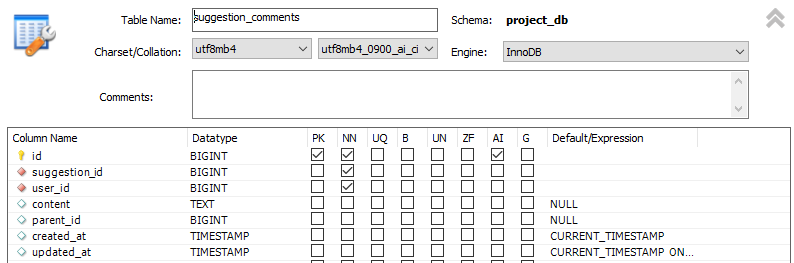 Table Name: suggestion_comments Schema: project_db
Charset/Collation: utf8mb4 utf8mb4_0900_ai_ci Engine: InnoDB
Comments:
Column Name Datatype PK NN UQ B UN ZF AI G Default/Expression
id BIGINT
suggestion_id BIGINT
user_id BIGINT
content TEXT NULL
parent_id BIGINT NULL
created_at TIMESTAMP CURRENT_TIMESTAMP
updated_at TIMESTAMP CURRENT_TIMESTAMP ON...